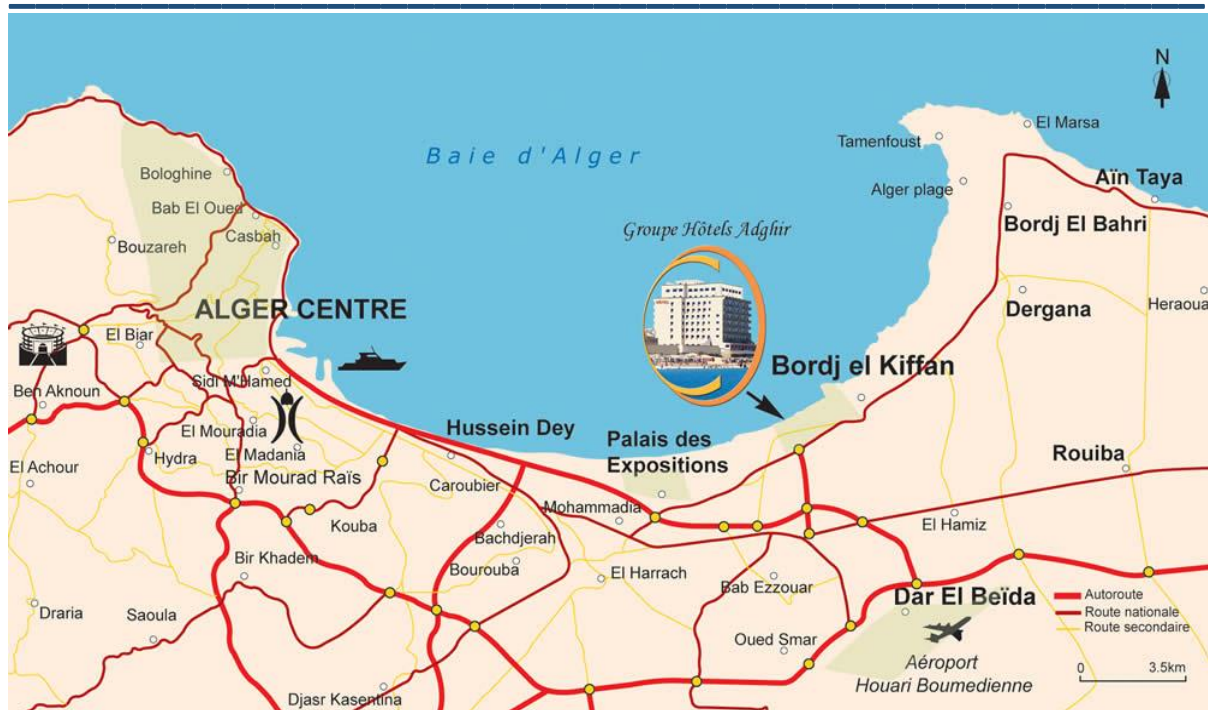 N
El Marsa
Tamenfoust
Baie d'Alger
Bologhine
Aïn Taya
Alger plage
Bab El Oued
Bordj El Bahri
Groupe Hôtels Adghir
Casbah
Bouzareh
ALGER CENTRE
Dergana
Heraoua
El Biar
Bordj el Kiffan
Sidi M'Hamed
Ben Aknoun
El Mouradia
Hussein Dey
Palais des
Expositions
El Madania
Hydra
Rouiba
El Achour
Bir Mourad Raïs
Caroubier
Mohammadia
Kouba
El Hamiz
Bachdjerah
Bir Khadem
Bourouba
El Harrach
Bab Ezzouar
Dar El Beïda
Autoroute
Route nationale
Route secondaire
Draria
Saoula
Oued Smar
Aéroport
Houari Boumedienne
0 3.5km
Djasr Kasentina